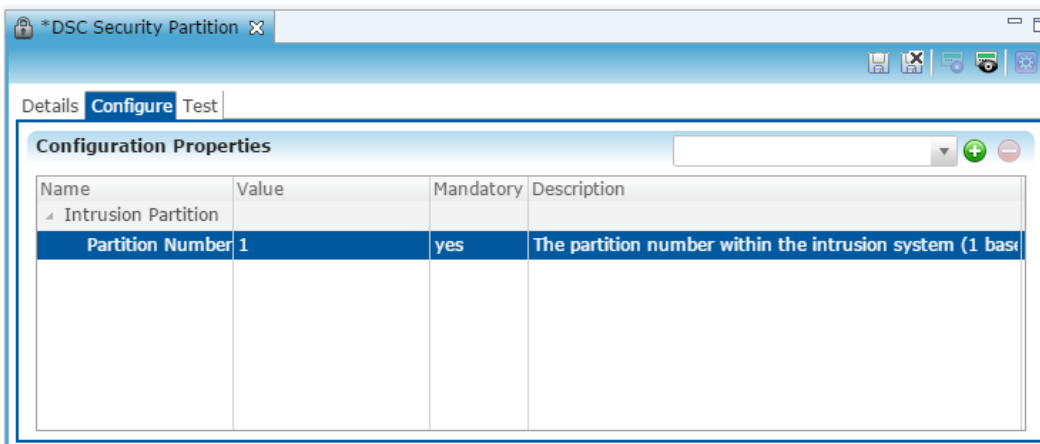 *DSC Security Partition
Details Configure Test
Configuration Properties
Name Value Mandatory Description
Intrusion Partition
Partition Number 1 yes The partition number within the intrusion system (1 base